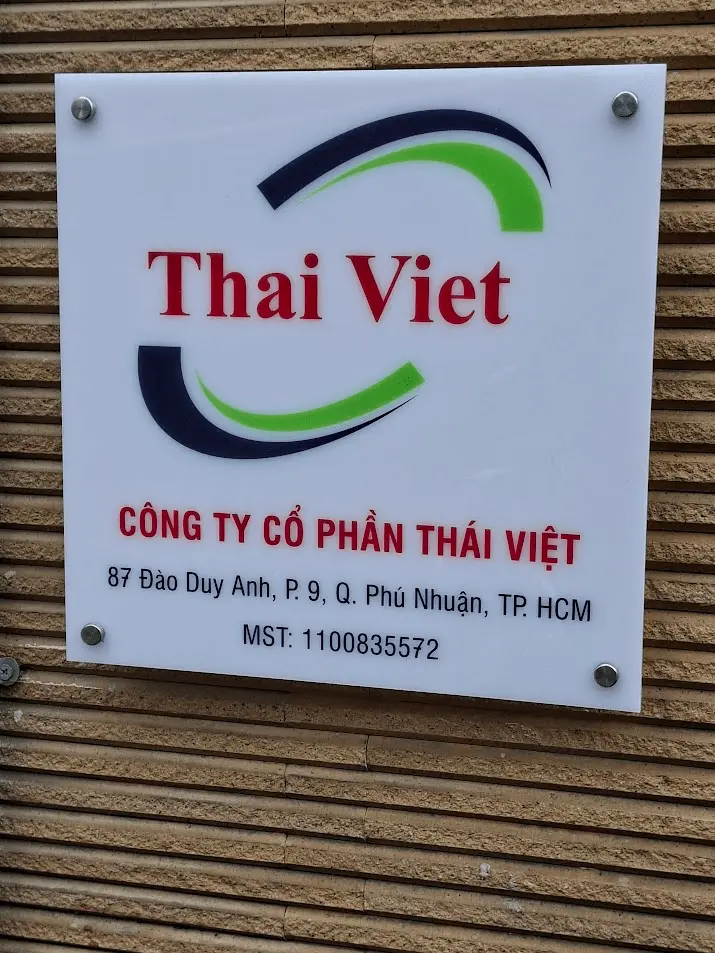 Thai Viet
CÔNG TY CỔ PHẦN THÁI VIỆT
87 Đào Duy Anh, P. 9, Q. Phú Nhuận, TP. HCM
MST: 1100835572